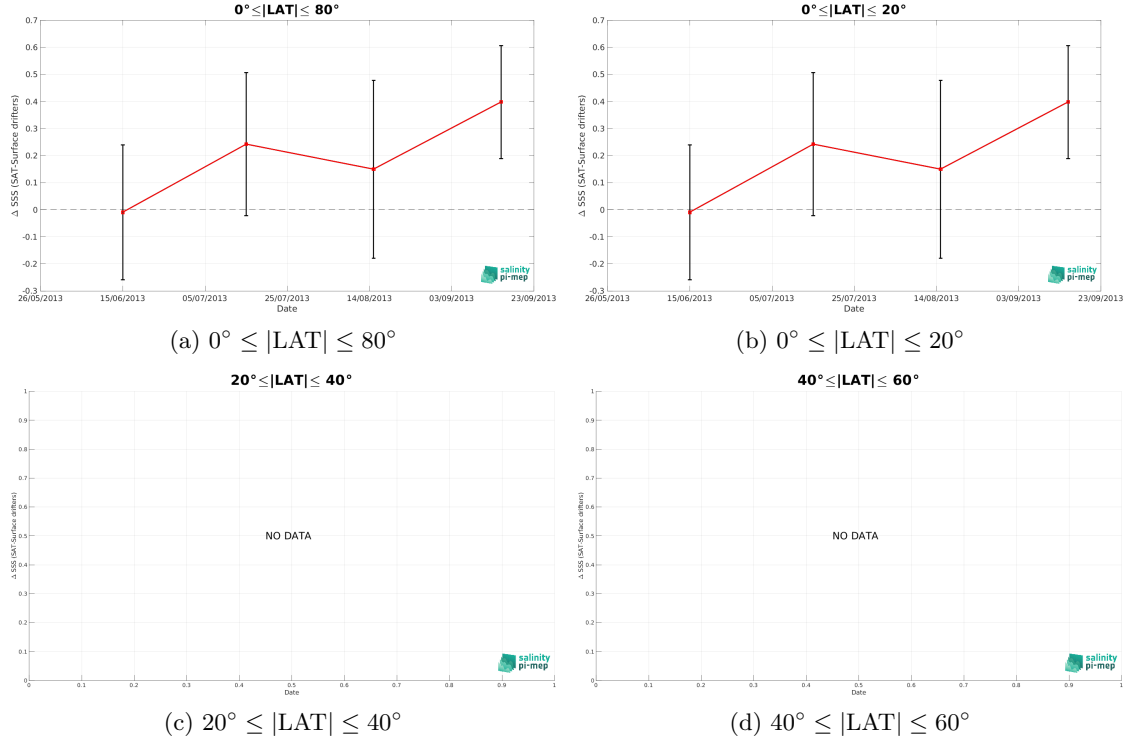 0°≤|LAT|≤ 80°
Δ SSS (SAT-Surface drifters)
0.7
0.6
0.5
0.4
0.3
0.2
0.1
0
-0.1
-0.2
-0.3
26/05/2013 15/06/2013 05/07/2013 25/07/2013 14/08/2013 03/09/2013 23/09/2013
Date
salinity
pi-mep
(a) 0° ≤ |LAT| ≤ 80°
0°≤|LAT|≤ 20°
Δ SSS (SAT-Surface drifters)
0.7
0.6
0.5
0.4
0.3
0.2
0.1
0
-0.1
-0.2
-0.3
26/05/2013 15/06/2013 05/07/2013 25/07/2013 14/08/2013 03/09/2013 23/09/2013
Date
salinity
pi-mep
(b) 0° ≤ |LAT| ≤ 20°
20°≤|LAT|≤ 40°
Δ SSS (SAT-Surface drifters)
1
0.9
0.8
0.7
0.6
0.5
0.4
0.3
0.2
0.1
0
NO DATA
0 0.1 0.2 0.3 0.4 0.5 0.6 0.7 0.8 0.9 1
Date
salinity
pi-mep
(c) 20° ≤ |LAT| ≤ 40°
40°≤|LAT|≤ 60°
Δ SSS (SAT-Surface drifters)
1
0.9
0.8
0.7
0.6
0.5
0.4
0.3
0.2
0.1
0
NO DATA
0 0.1 0.2 0.3 0.4 0.5 0.6 0.7 0.8 0.9 1
Date
salinity
pi-mep
(d) 40° ≤ |LAT| ≤ 60°